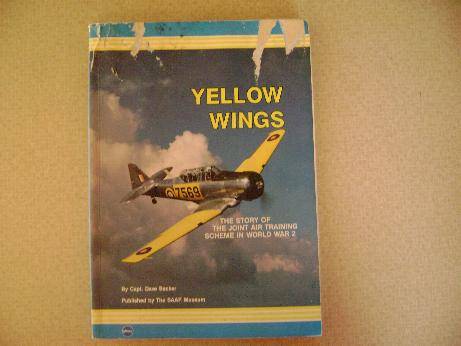 YELLOW
WINGS
7569
THE STORY OF
THE JOINT AIR TRAINING
SCHEME IN WORLD WAR 2
By Capt. Dave Becker
Published by The SAAF Museum